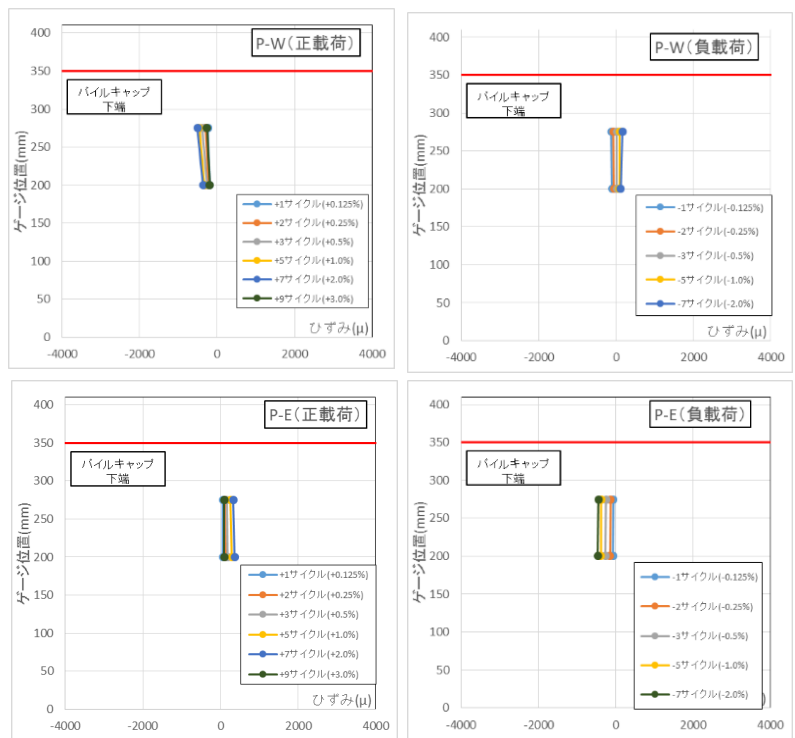 P-W(正載荷)
400
350
パイルキャップ
下端
300
250
200
150
100
50
0
ゲージ位置(mm)
+1サイクル(+0.125%)
+2サイクル(+0.25%)
+3サイクル(+0.5%)
+5サイクル(+1.0%)
+7サイクル(+2.0%)
+9サイクル(+3.0%)
ひずみ(μ)
-4000 -2000 0 2000 4000
P-W(負載荷)
400
350
パイルキャップ
下端
300
250
200
150
100
50
0
ゲージ位置(mm)
-1サイクル(-0.125%)
-2サイクル(-0.25%)
-3サイクル(-0.5%)
-5サイクル(-1.0%)
-7サイクル(-2.0%)
ひずみ(μ)
-4000 -2000 0 2000 4000
P-E(正載荷)
400
350
パイルキャップ
下端
300
250
200
150
100
50
0
ゲージ位置(mm)
+1サイクル(+0.125%)
+2サイクル(+0.25%)
+3サイクル(+0.5%)
+5サイクル(+1.0%)
+7サイクル(+2.0%)
+9サイクル(+3.0%)
ひずみ(μ)
-4000 -2000 0 2000 4000
P-E(負載荷)
400
350
パイルキャップ
下端
300
250
200
150
100
50
0
ゲージ位置(mm)
-1サイクル(-0.125%)
-2サイクル(-0.25%)
-3サイクル(-0.5%)
-5サイクル(-1.0%)
-7サイクル(-2.0%)
-4000 -2000 0 2000 4000